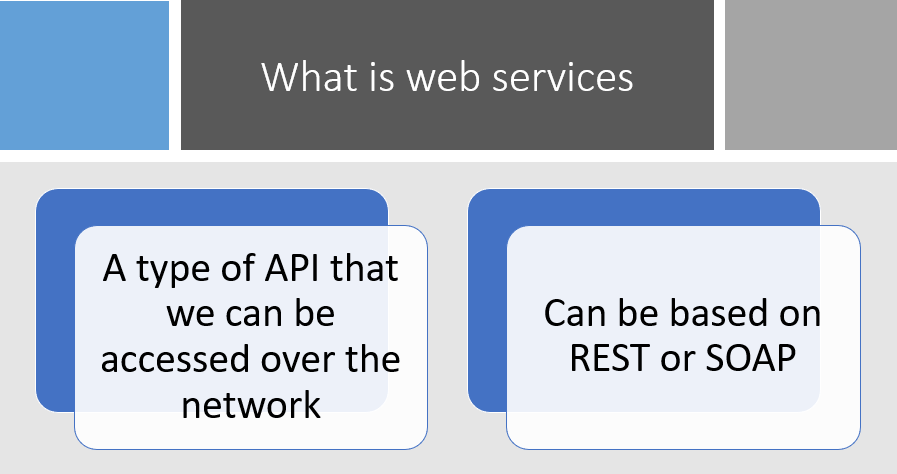 What is web services
A type of API that
we can be
accessed over the
network
Can be based on
REST or SOAP